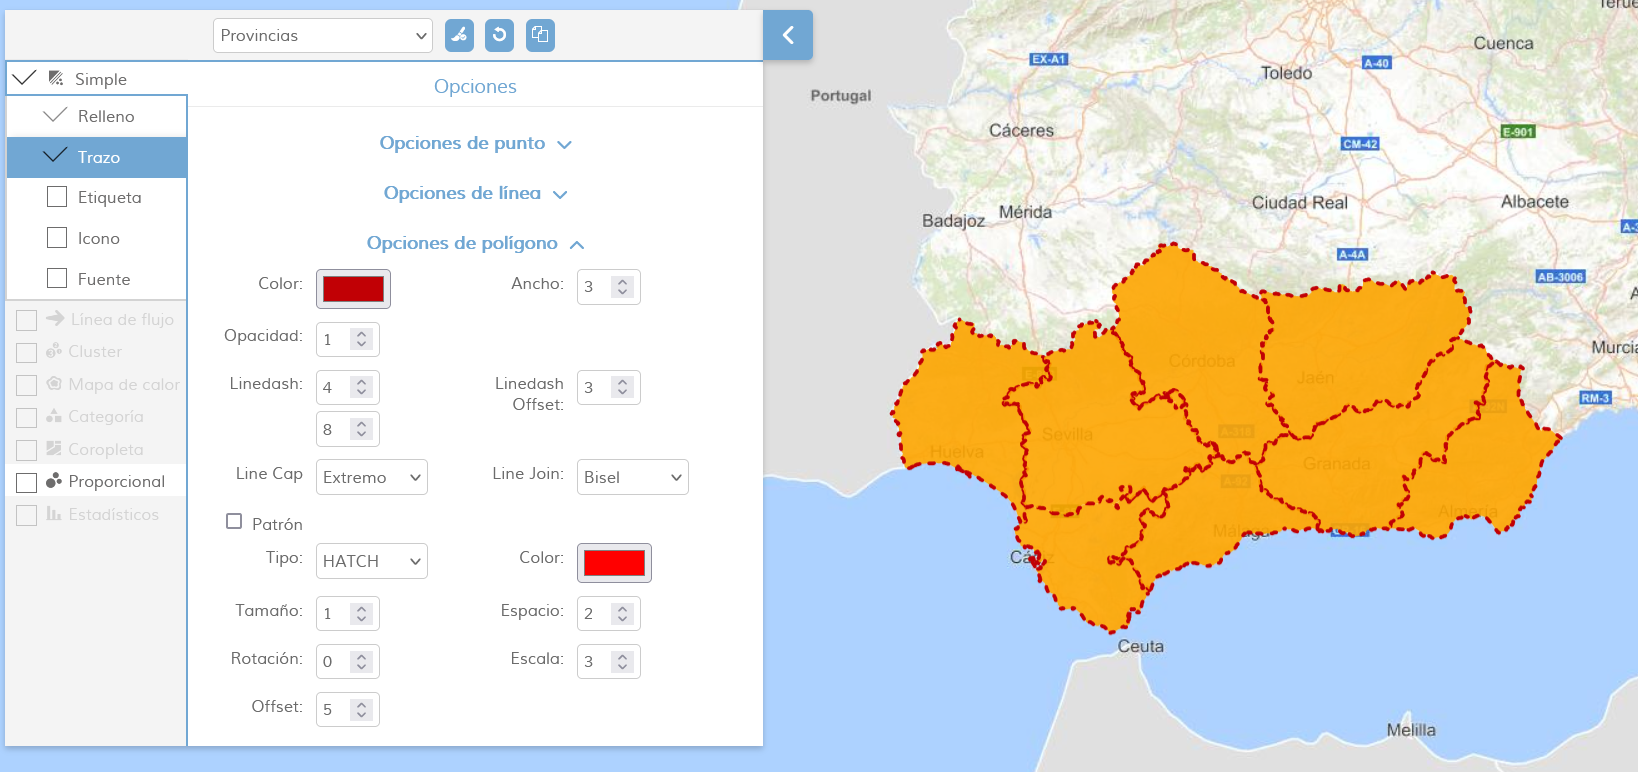 Provincias
Simple
Relleno
Trazo
Etiqueta
Icono
Fuente
Línea de flujo
Cluster
Mapa de calor
Categoría
Coropleta
Proporcional
Estadísticos
Opciones
Opciones de punto
Opciones de línea
Opciones de polígono
Color:
Ancho: 3
Opacidad: 1
Linedash: 4
Linedash Offset: 3
8
Line Cap Extremo
Line Join: Bisel
Patrón
Tipo: HATCH
Color:
Tamaño: 1
Espacio: 2
Rotación: 0
Escala: 3
Offset: 5
Cuenca
EX-A1
A-40
Toledo
Portugal
Cáceres
E-901
CM-42
Ciudad Real
Albacete
Mérida
Badajoz
A-4A
AB-3006
Córdoba
Jaén
Murcia
RM-3
Sevilla
Huelva
Granada
Almería
Málaga
Ceuta
Melilla